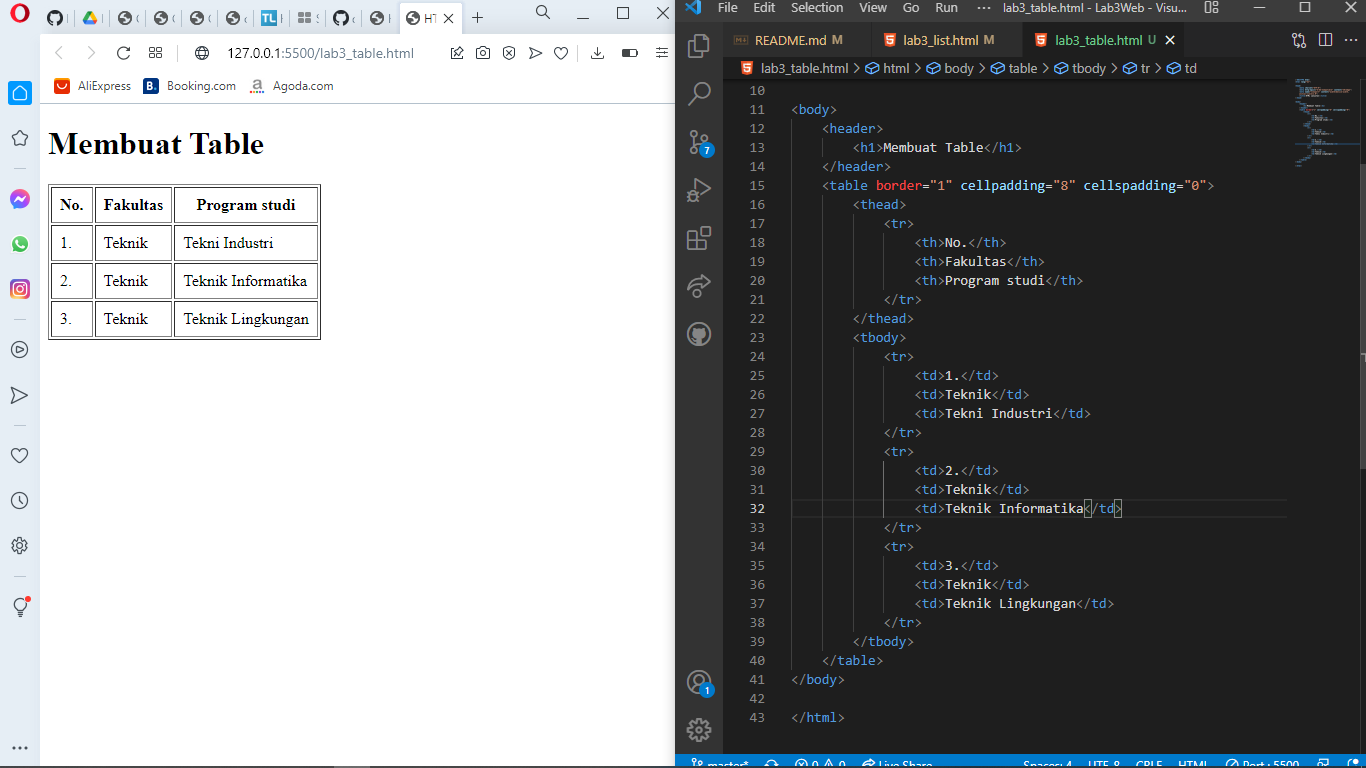 127.0.0.1:5500/lab3_table.html
AliExpress
B. Booking.com
a Agoda.com
Membuat Table
No. Fakultas Program studi
1. Teknik Tekni Industri
2. Teknik Teknik Informatika
3. Teknik Teknik Lingkungan
File Edit Selection View Go Run ··· lab3_table.html - Lab3Web - Visu...
README.md M
lab3_list.html M
lab3_table.html U
lab3_table.html > html > body > table > tbody > tr > td
10
11 <body>
12 <header>
13 <h1>Membuat Table</h1>
14 </header>
15 <table border="1" cellpadding="8" cellspadding="0">
16 <thead>
17 <tr>
18 <th>No.</th>
19 <th>Fakultas</th>
20 <th>Program studi</th>
21 </tr>
22 </thead>
23 <tbody>
24 <tr>
25 <td>1.</td>
26 <td>Teknik</td>
27 <td>Tekni Industri</td>
28 </tr>
29 <tr>
30 <td>2.</td>
31 <td>Teknik</td>
32 <td>Teknik Informatika</td>
33 </tr>
34 <tr>
35 <td>3.</td>
36 <td>Teknik</td>
37 <td>Teknik Lingkungan</td>
38 </tr>
39 </tbody>
40 </table>
41 </body>
42
43 </html>
7
1
master* 0 0 Live Share Spaces: 4 UTF-8 CRLF HTML Port : 5500